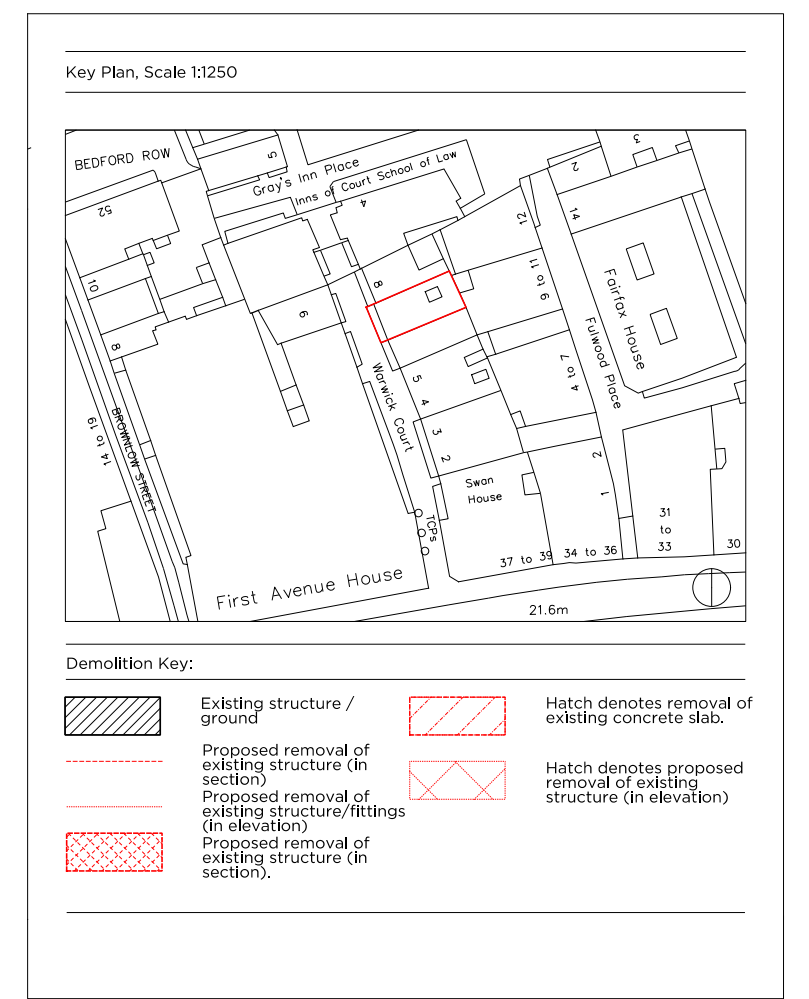 Key Plan, Scale 1:1250
BEDFORD ROW
5
Gray's Inn Place
Inns of Court School of Law
4
52
2
3
12
14
10
8
8
9 to 11
Fairfax House
6
Fulwood Place
4 to 7
8
Warwick Court
5
4
3
2
14 to 19
BROWNLOW STREET
Swan
House
2
1
TCPs
31
to
33
30
37 to 39
34 to 36
First Avenue House
21.6m
Demolition Key:
Existing structure /
ground
Proposed removal of
existing structure (in
section)
Proposed removal of
existing structure/fittings
(in elevation)
Proposed removal of
existing structure (in
section).
Hatch denotes removal of
existing concrete slab.
Hatch denotes proposed
removal of existing
structure (in elevation)